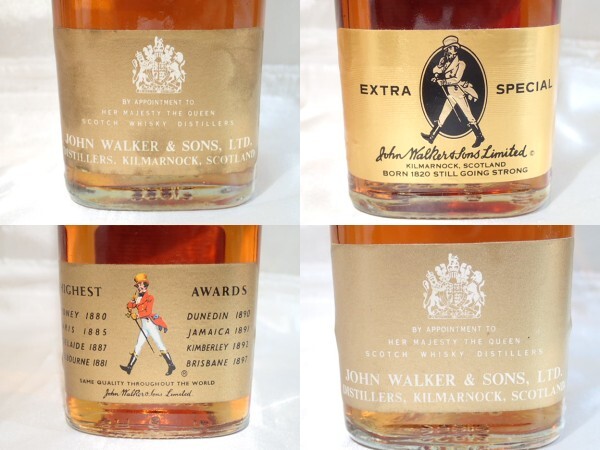 BY APPOINTMENT TO
HER MAJESTY THE QUEEN
SCOTCH WHISKY DISTILLERS
JOHN WALKER & SONS, LTD.
DISTILLERS, KILMARNOCK, SCOTLAND
EXTRA SPECIAL
John Walker & Sons Limited ©
KILMARNOCK, SCOTLAND
BORN 1820 STILL GOING STRONG
HIGHEST AWARDS
1880 DUNEDIN 1890
1885 JAMAICA 1891
1887 KIMBERLEY 1892
1881 BRISBANE 1897
®
SAME QUALITY THROUGHOUT THE WORLD
John Walker & Sons Limited
BY APPOINTMENT TO
HER MAJESTY THE QUEEN
SCOTCH WHISKY DISTILLERS
JOHN WALKER & SONS, LTD.
DISTILLERS, KILMARNOCK, SCOTLAND